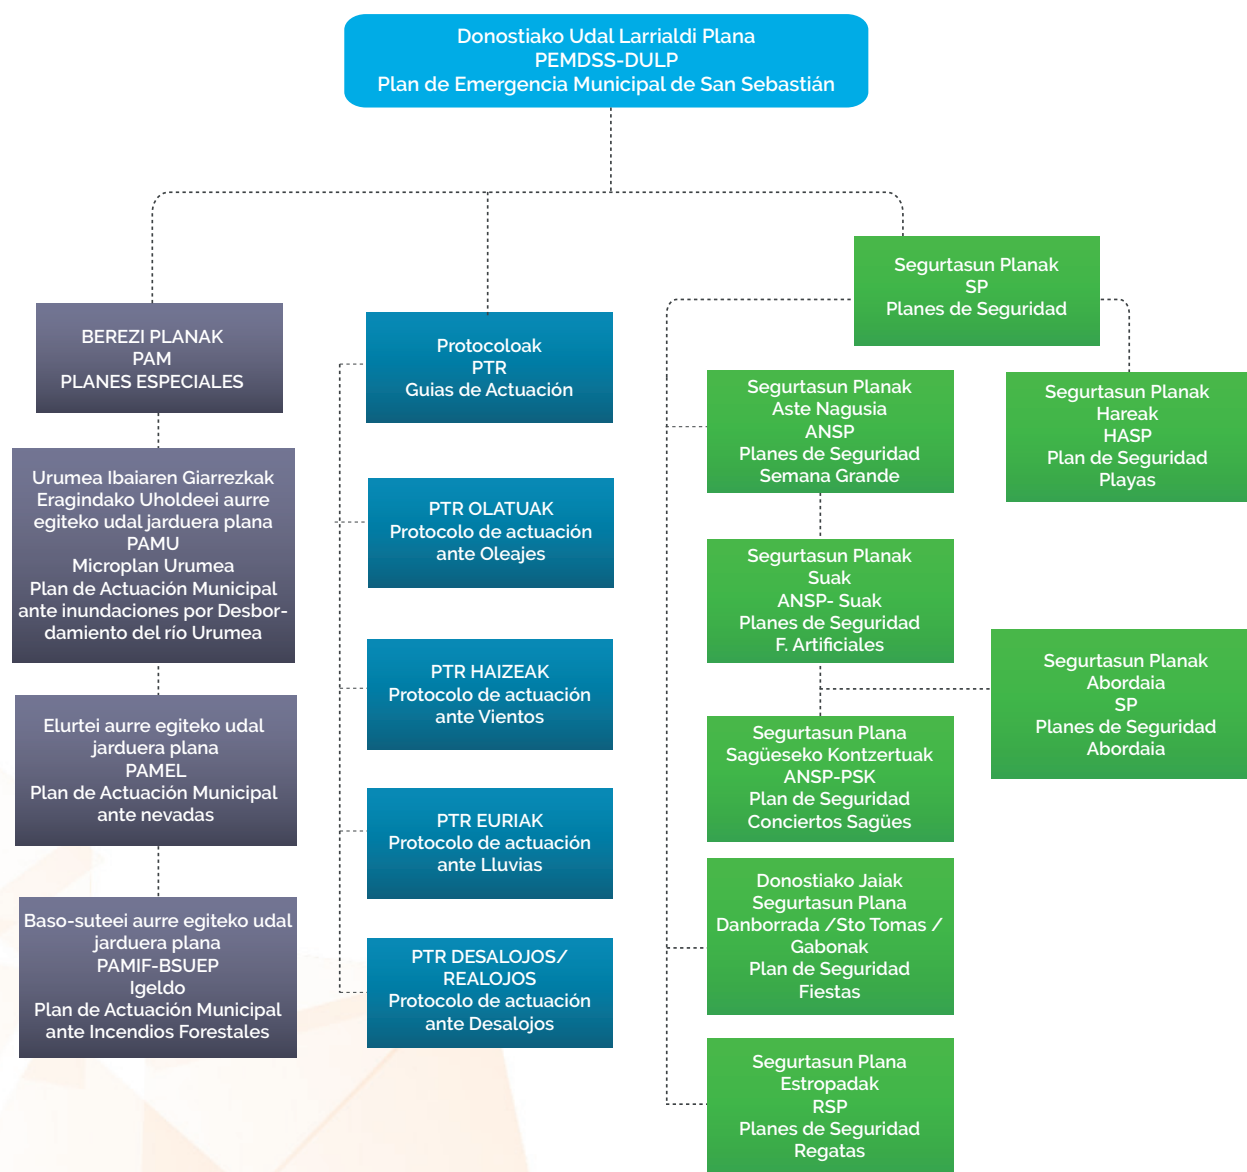 Donostiako Udal Larrialdi Plana
PEMDSS-DULP
Plan de Emergencia Municipal de San Sebastián
BEREZI PLANAK
PAM
PLANES ESPECIALES
Urumea Ibaiaren Giarrezkak
Eragindako Uholdeei aurre
egiteko udal jarduera plana
PAMU
Microplan Urumea
Plan de Actuación Municipal
ante inundaciones por Desbor-
damiento del río Urumea
Elurtei aurre egiteko udal
jarduera plana
PAMEL
Plan de Actuación Municipal
ante nevadas
Baso-suteei aurre egiteko udal
jarduera plana
PAMIF-BSUEP
Igeldo
Plan de Actuación Municipal
ante Incendios Forestales
Protocoloak
PTR
Guias de Actuación
PTR OLATUAK
Protocolo de actuación
ante Oleajes
PTR HAIZEAK
Protocolo de actuación
ante Vientos
PTR EURIAK
Protocolo de actuación
ante Lluvias
PTR DESALOJOS/
REALOJOS
Protocolo de actuación
ante Desalojos
Segurtasun Planak
SP
Planes de Seguridad
Segurtasun Planak
Aste Nagusia
ANSP
Planes de Seguridad
Semana Grande
Segurtasun Planak
Suak
ANSP- Suak
Planes de Seguridad
F. Artificiales
Segurtasun Plana
Sagüeseko Kontzertuak
ANSP-PSK
Plan de Seguridad
Conciertos Sagües
Donostiako Jaiak
Segurtasun Plana
Danborrada /Sto Tomas /
Gabonak
Plan de Seguridad
Fiestas
Segurtasun Plana
Estropadak
RSP
Planes de Seguridad
Regatas
Segurtasun Planak
Hareak
HASP
Plan de Seguridad
Playas
Segurtasun Planak
Abordaia
SP
Planes de Seguridad
Abordaia